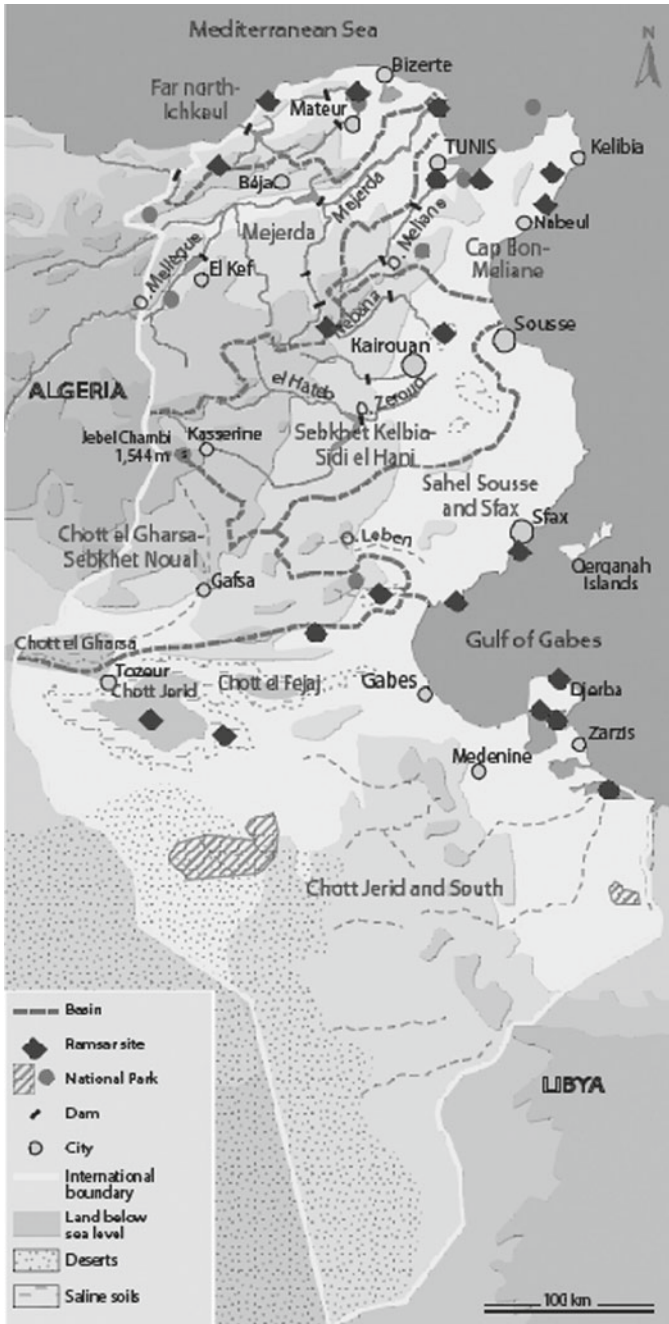 Mediterranean Sea
N
Bizerte
Far north-
Ichkeul
Mateur
TUNIS
Kelibia
Béja
Mejerda
Mejerda
O. Meliane
Nabeul
O. Mellegue
El Kef
Cap Bon-
Meliane
Nebana
Sousse
Kairouan
ALGERIA
el Hatob
O. Zeroud
Jebel Chambi
1,544 m
Kasserine
Sebkhet Kelbia-
Sidi el Hani
Sahel Sousse
and Sfax
Chott el Gharsa-
Sebkhet Noual
O. Leben
Sfax
Qerqanah
Islands
Gafsa
Chott el Gharsa
Gulf of Gabes
Tozeur
Chott Jerid
Chott el Fejaj
Gabes
Djerba
Zarzis
Medenine
Chott Jerid and South
LIBYA
Basin
Ramsar site
National Park
Dam
City
International
boundary
Land below
sea level
Deserts
Saline soils
100 km